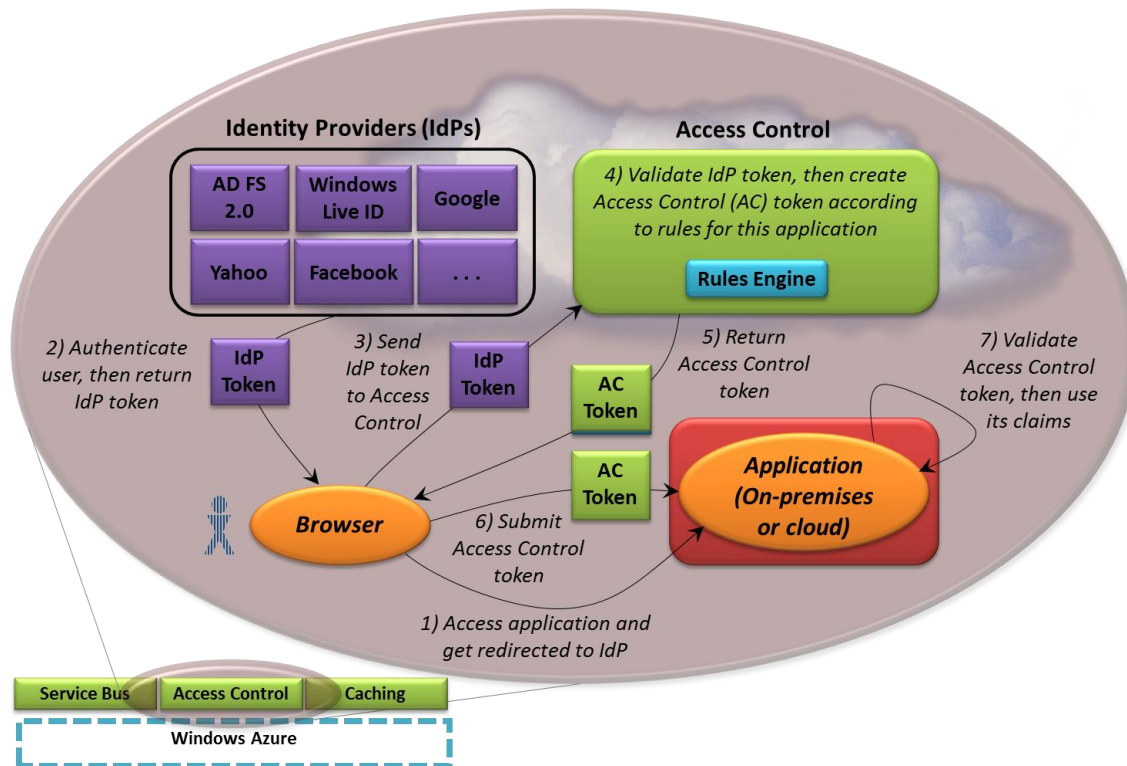 Identity Providers (IdPs)
Access Control
AD FS
2.0
Windows
Live ID
Google
Yahoo
Facebook
. . .
4) Validate IdP token, then create
Access Control (AC) token according
to rules for this application
Rules Engine
2) Authenticate
user, then return
IdP token
IdP
Token
3) Send
IdP token
to Access
Control
IdP
Token
5) Return
Access Control
token
7) Validate
Access Control
token, then use
its claims
AC
Token
AC
Token
Browser
Application
(On-premises
or cloud)
6) Submit
Access Control
token
1) Access application and
get redirected to IdP
Service Bus
Access Control
Caching
Windows Azure